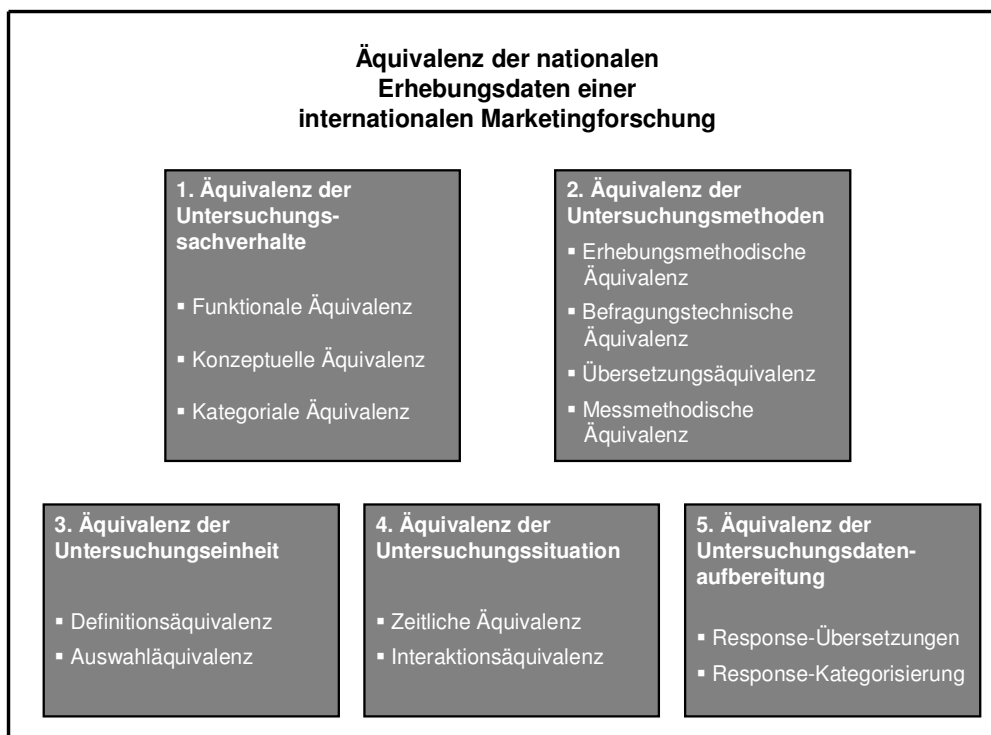 Äquivalenz der nationalen
Erhebungsdaten einer
internationalen Marketingforschung
1. Äquivalenz der
Untersuchungs-
sachverhalte
▪ Funktionale Äquivalenz
▪ Konzeptuelle Äquivalenz
▪ Kategoriale Äquivalenz
2. Äquivalenz der
Untersuchungsmethoden
▪ Erhebungsmethodische
Äquivalenz
▪ Befragungstechnische
Äquivalenz
▪ Übersetzungsäquivalenz
▪ Messmethodische
Äquivalenz
3. Äquivalenz der
Untersuchungseinheit
▪ Definitionsäquivalenz
▪ Auswahläquivalenz
4. Äquivalenz der
Untersuchungssituation
▪ Zeitliche Äquivalenz
▪ Interaktionsäquivalenz
5. Äquivalenz der
Untersuchungsdaten-
aufbereitung
▪ Response-Übersetzungen
▪ Response-Kategorisierung